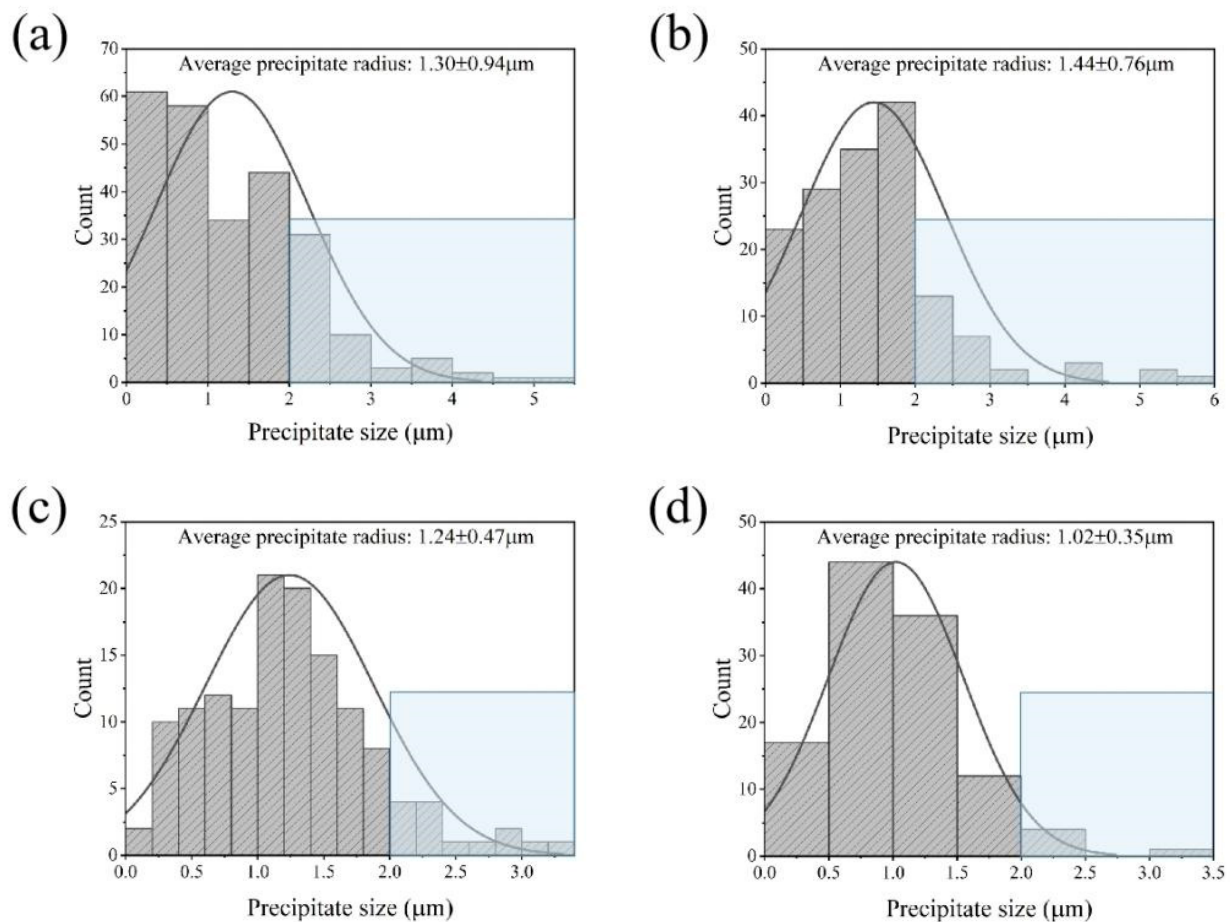 (a)
Average precipitate radius: 1.30±0.94μm
70
60
50
40
30
20
10
0
Count
0 1 2 3 4 5
Precipitate size (μm)
(b)
Average precipitate radius: 1.44±0.76μm
50
40
30
20
10
0
Count
0 1 2 3 4 5 6
Precipitate size (μm)
(c)
Average precipitate radius: 1.24±0.47μm
25
20
15
10
5
0
Count
0.0 0.5 1.0 1.5 2.0 2.5 3.0
Precipitate size (μm)
(d)
Average precipitate radius: 1.02±0.35μm
50
40
30
20
10
0
Count
0.0 0.5 1.0 1.5 2.0 2.5 3.0 3.5
Precipitate size (μm)